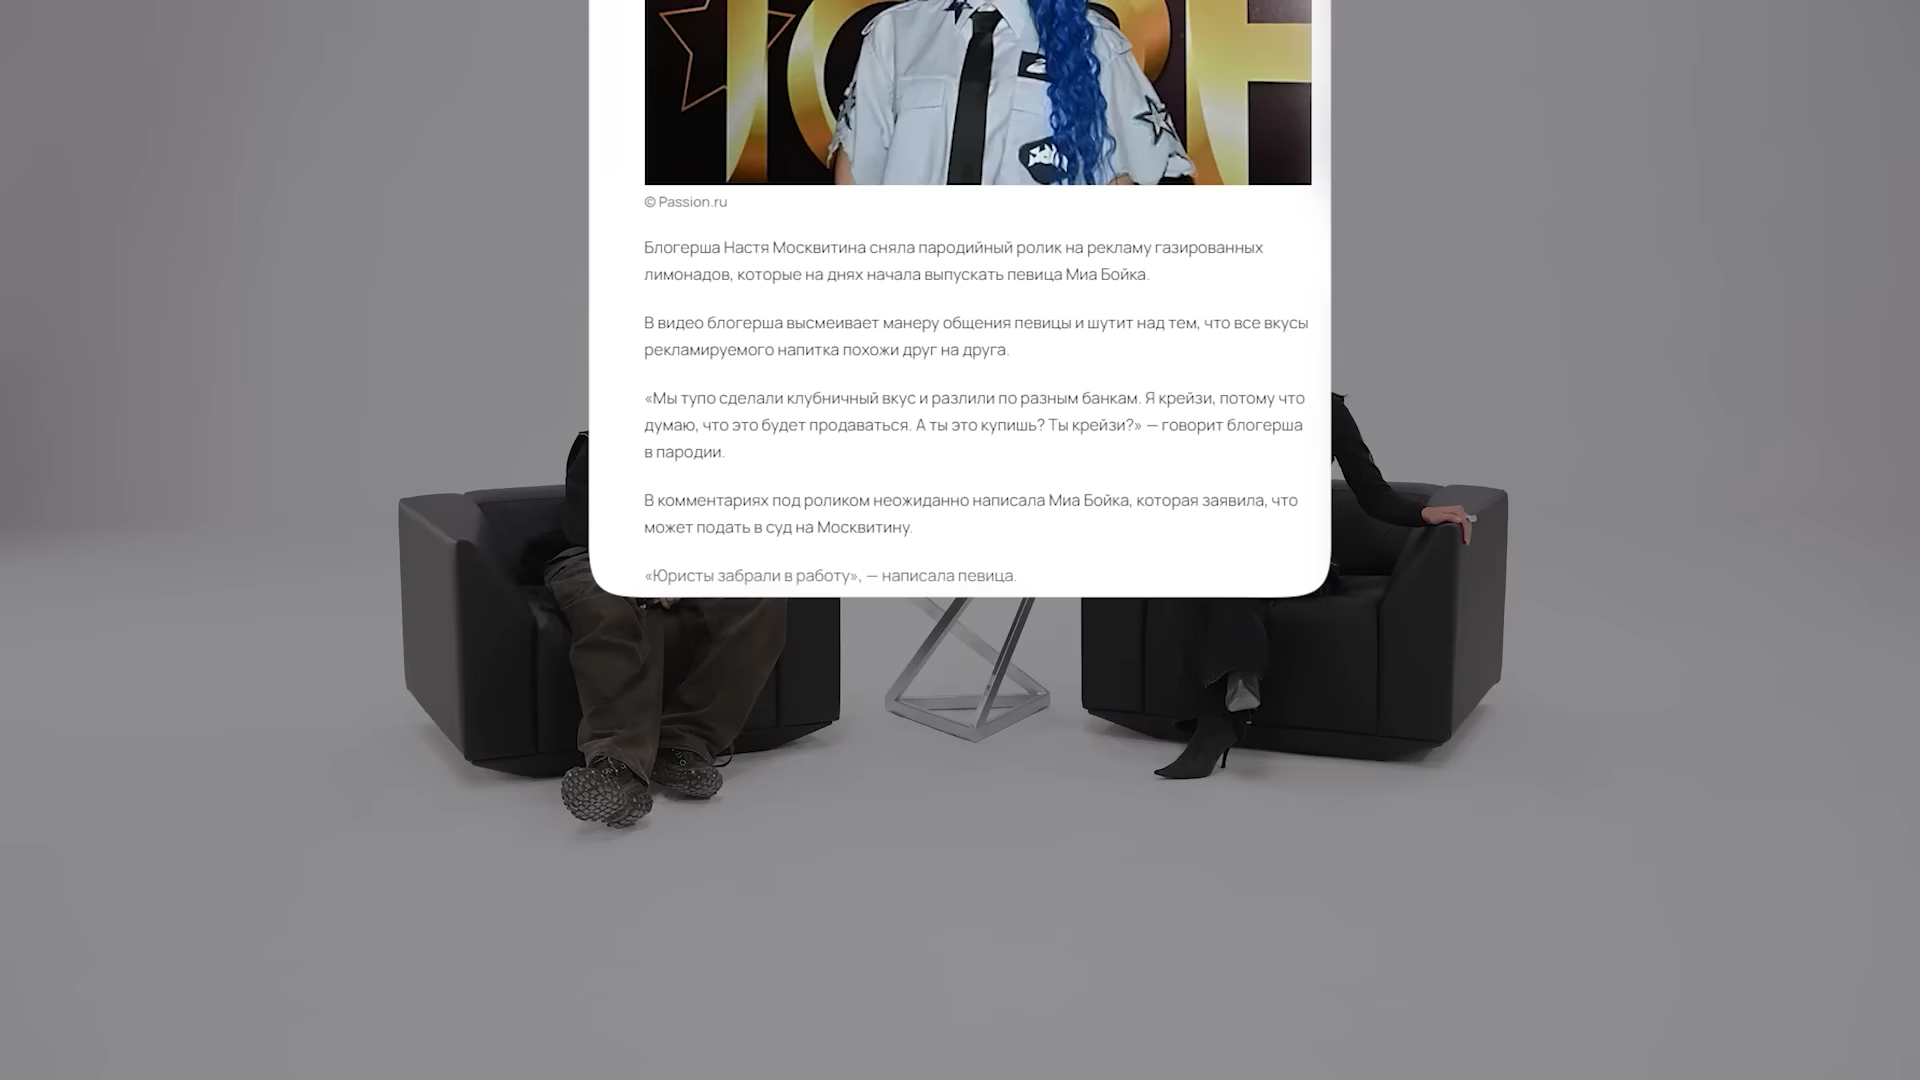 © Passion.ru
Блогерша Настя Москвитина сняла пародийный ролик на рекламу газированных
лимонадов, которые на днях начала выпускать певица Миа Бойка.
В видео блогерша высмеивает манеру общения певицы и шутит над тем, что все вкусы
рекламируемого напитка похожи друг на друга.
«Мы тупо сделали клубничный вкус и разлили по разным банкам. Я крейзи, потому что
думаю, что это будет продаваться. А ты это купишь? Ты крейзи?» — говорит блогерша
в пародии.
В комментариях под роликом неожиданно написала Миа Бойка, которая заявила, что
может подать в суд на Москвитину.
«Юристы забрали в работу», — написала певица.